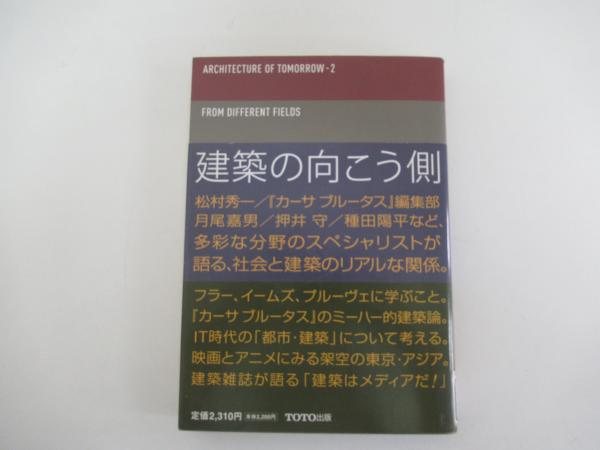 ARCHITECTURE OF TOMORROW-2
FROM DIFFERENT FIELDS
建築の向こう側
松村秀一/『カーサ ブルータス』編集部
月尾嘉男/押井 守/種田陽平など、
多彩な分野のスペシャリストが
語る、社会と建築のリアルな関係。
フラー、イームズ、プルーヴェに学ぶこと。
『カーサ ブルータス』のミーハー的建築論。
IT時代の「都市・建築」について考える。
映画とアニメにみる架空の東京・アジア。
建築雑誌が語る「建築はメディアだ!」
定価2,310円 本体2,200円 TOTO出版